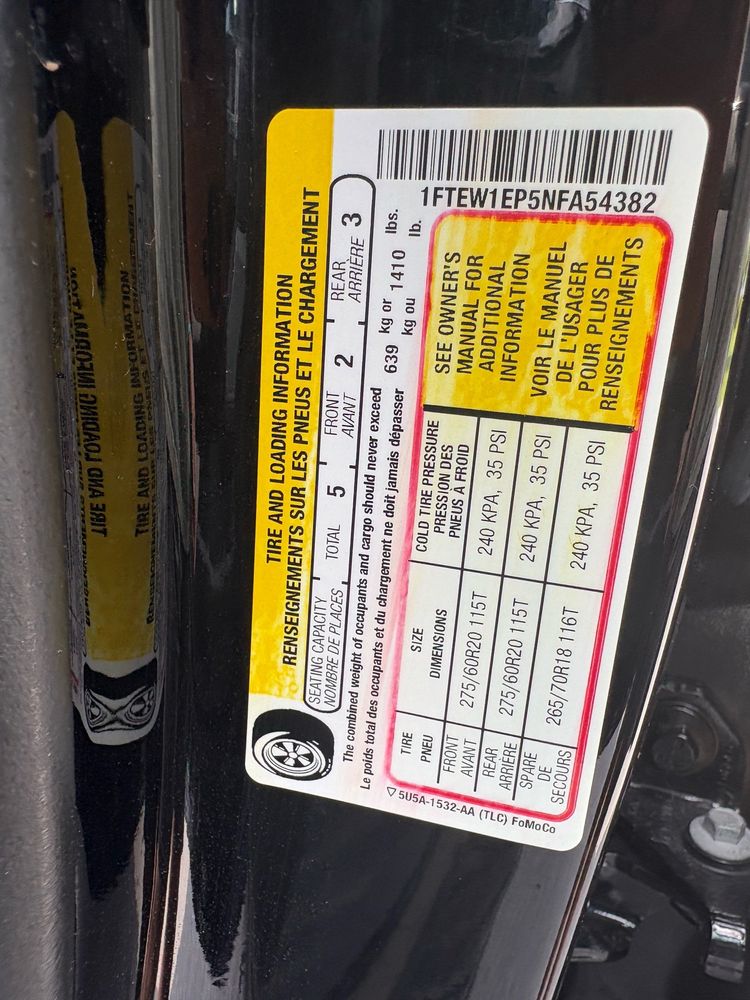 1FTEW1EP5NFA54382
TIRE AND LOADING INFORMATION
RENSEIGNEMENTS SUR LES PNEUS ET LE CHARGEMENT
SEATING CAPACITY TOTAL 5 FRONT 2 REAR 3
NOMBRE DE PLACES AVANT ARRIÈRE
The combined weight of occupants and cargo should never exceed 639 kg or 1410 lbs.
Le poids total des occupants et du chargement ne doit jamais dépasser kg ou lb.
TIRE SIZE COLD TIRE PRESSURE
PNEU DIMENSIONS PRESSION DES
PNEUS À FROID
FRONT 275/60R20 115T 240 KPA, 35 PSI
AVANT
REAR 275/60R20 115T 240 KPA, 35 PSI
ARRIÈRE
SPARE 265/70R18 116T 240 KPA, 35 PSI
DE
SECOURS
SEE OWNER'S
MANUAL FOR
ADDITIONAL
INFORMATION
VOIR LE MANUEL
DE L'USAGER
POUR PLUS DE
RENSEIGNEMENTS
5U5A-1532-AA (TLC) FoMoCo
TIRE AND LOADING INFORMATION